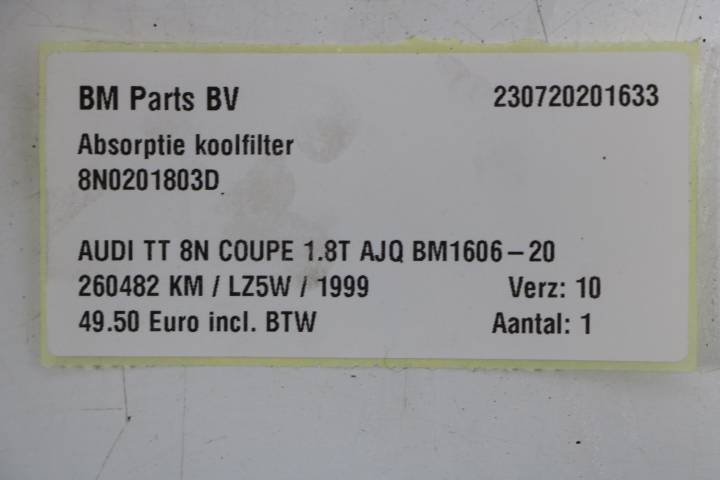 BM Parts BV 230720201633
Absorptie koolfilter
8N0201803D
AUDI TT 8N COUPE 1.8T AJQ BM1606-20
260482 KM / LZ5W / 1999 Verz: 10
49.50 Euro incl. BTW Aantal: 1